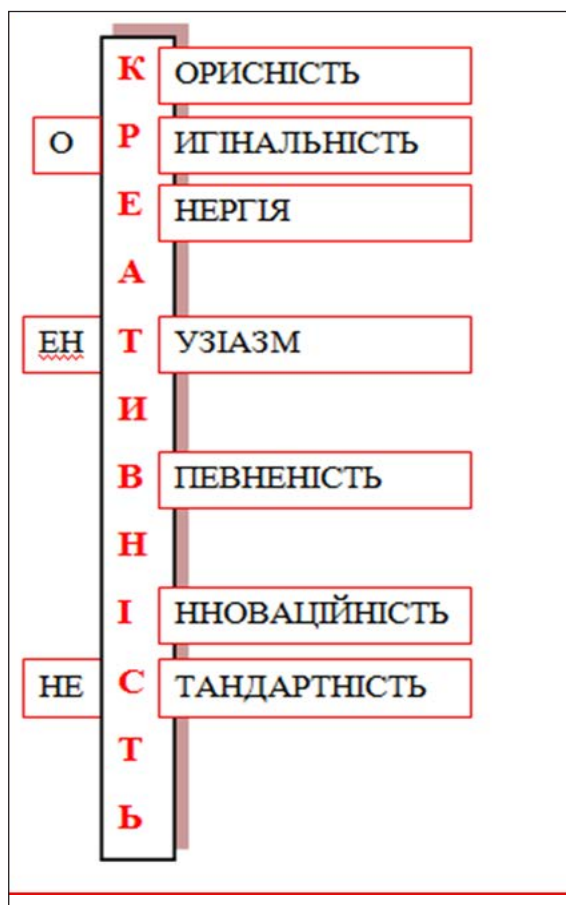 К ОРИСНІСТЬ
О Р ИГІНАЛЬНІСТЬ
Е НЕРГІЯ
А
ЕН Т УЗІАЗМ
И
В ПЕВНЕНІСТЬ
Н
І ННОВАЦІЙНІСТЬ
НЕ С ТАНДАРТНІСТЬ
Т
Ь